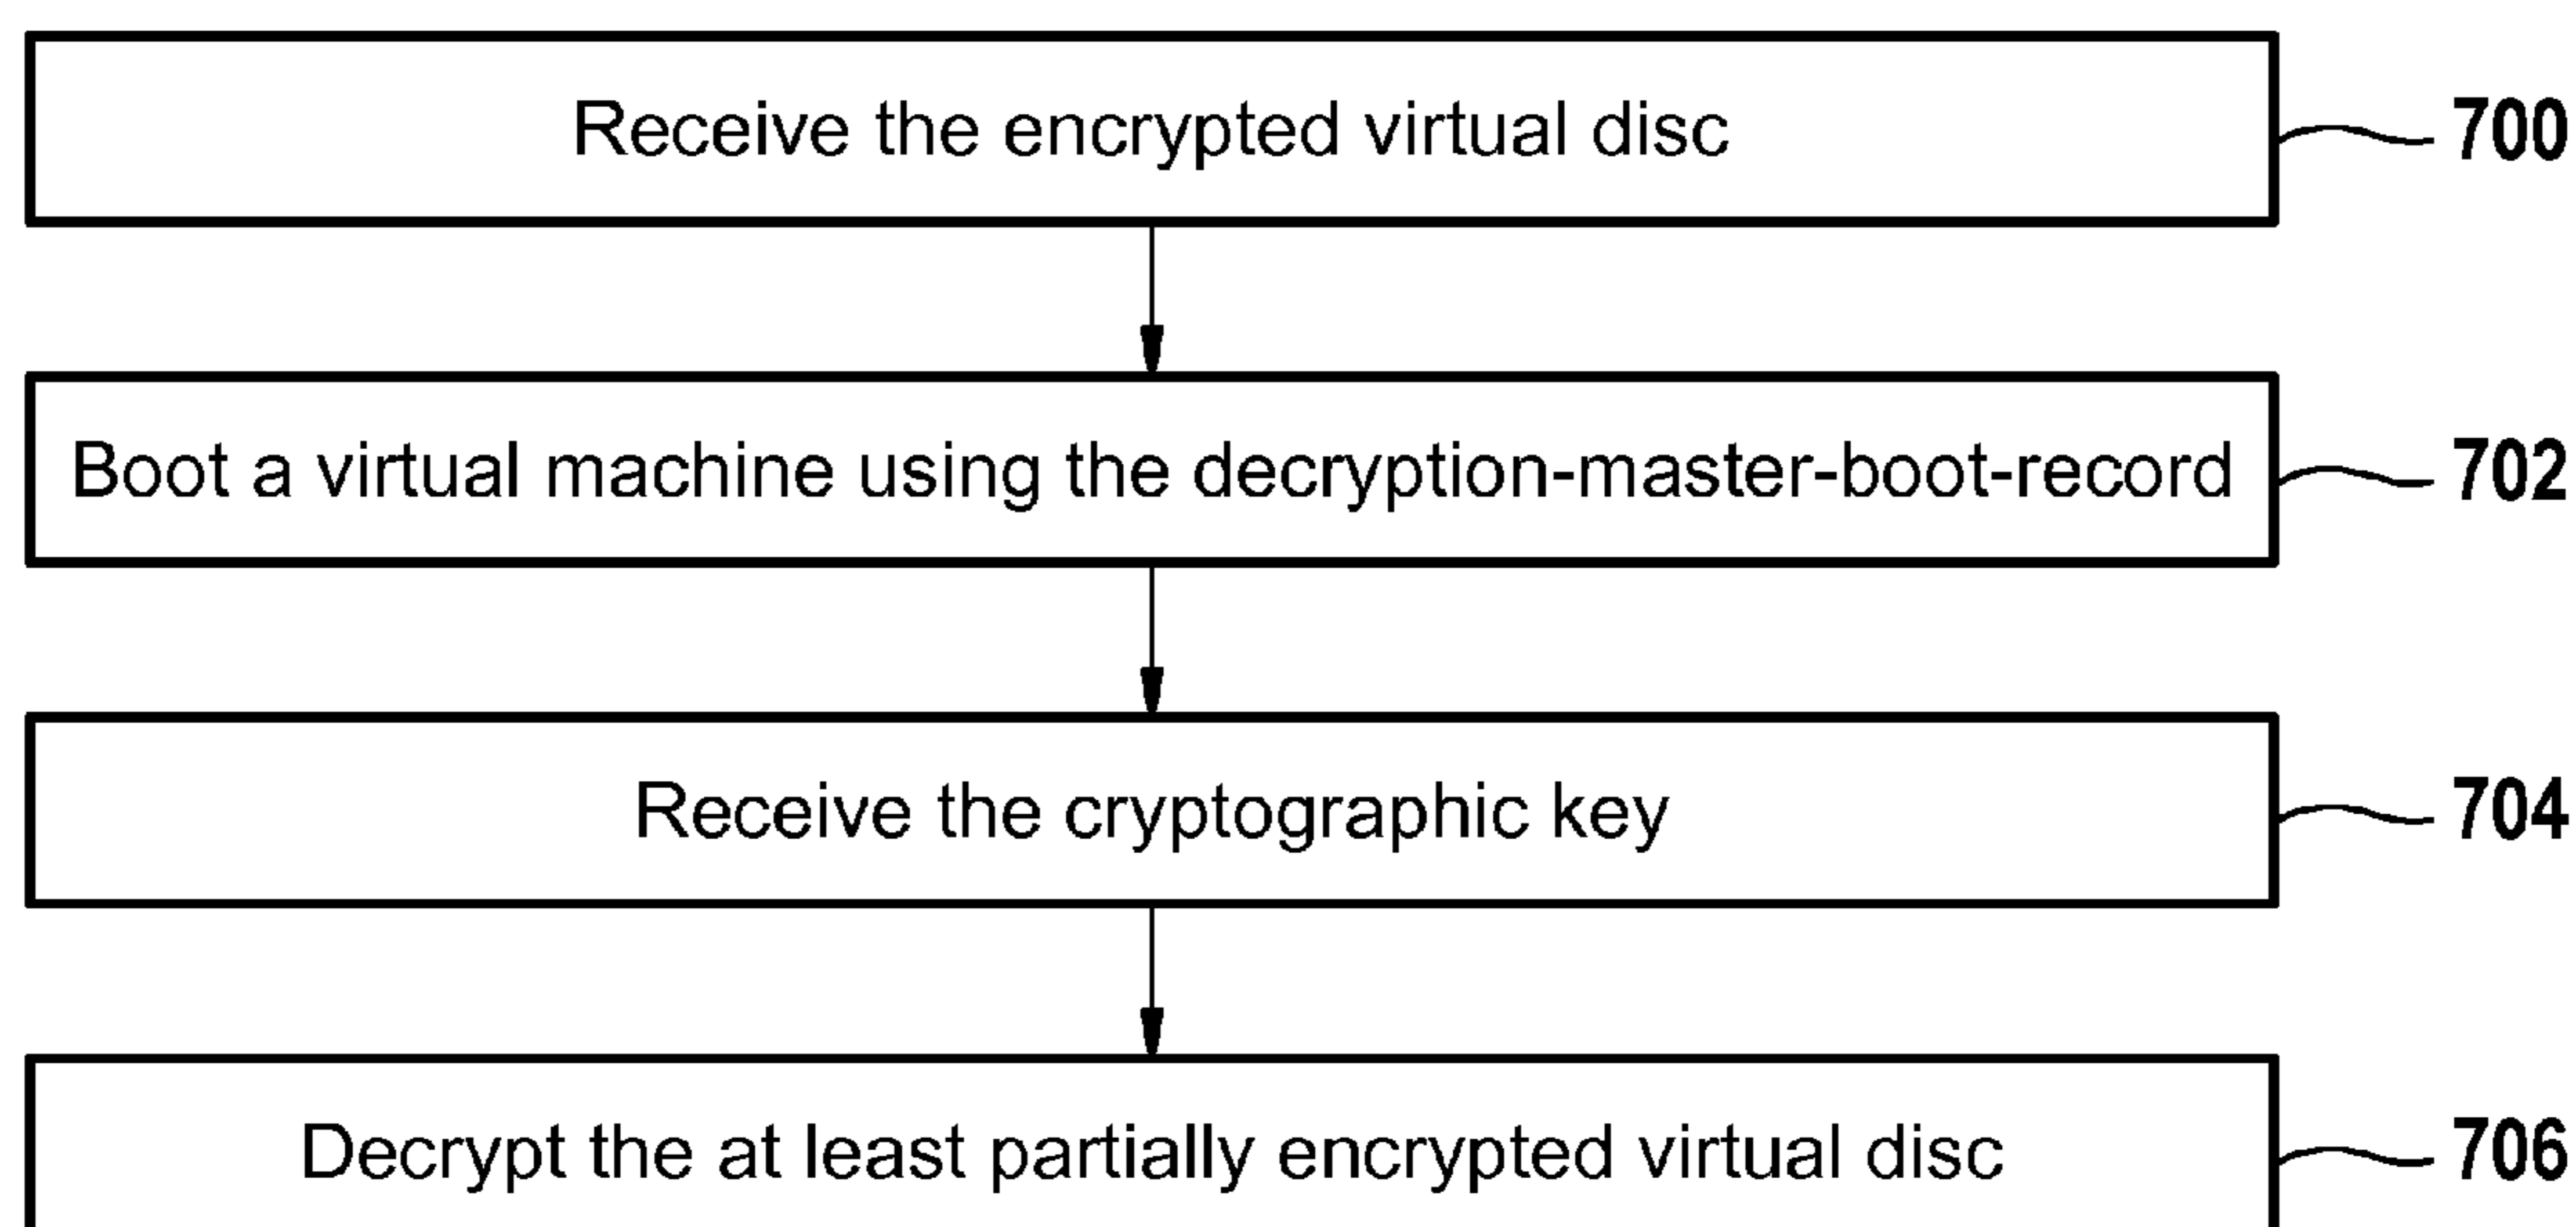 Receive the encrypted virtual disc
700
Boot a virtual machine using the decryption-master-boot-record
702
Receive the cryptographic key
704
Decrypt the at least partially encrypted virtual disc
706